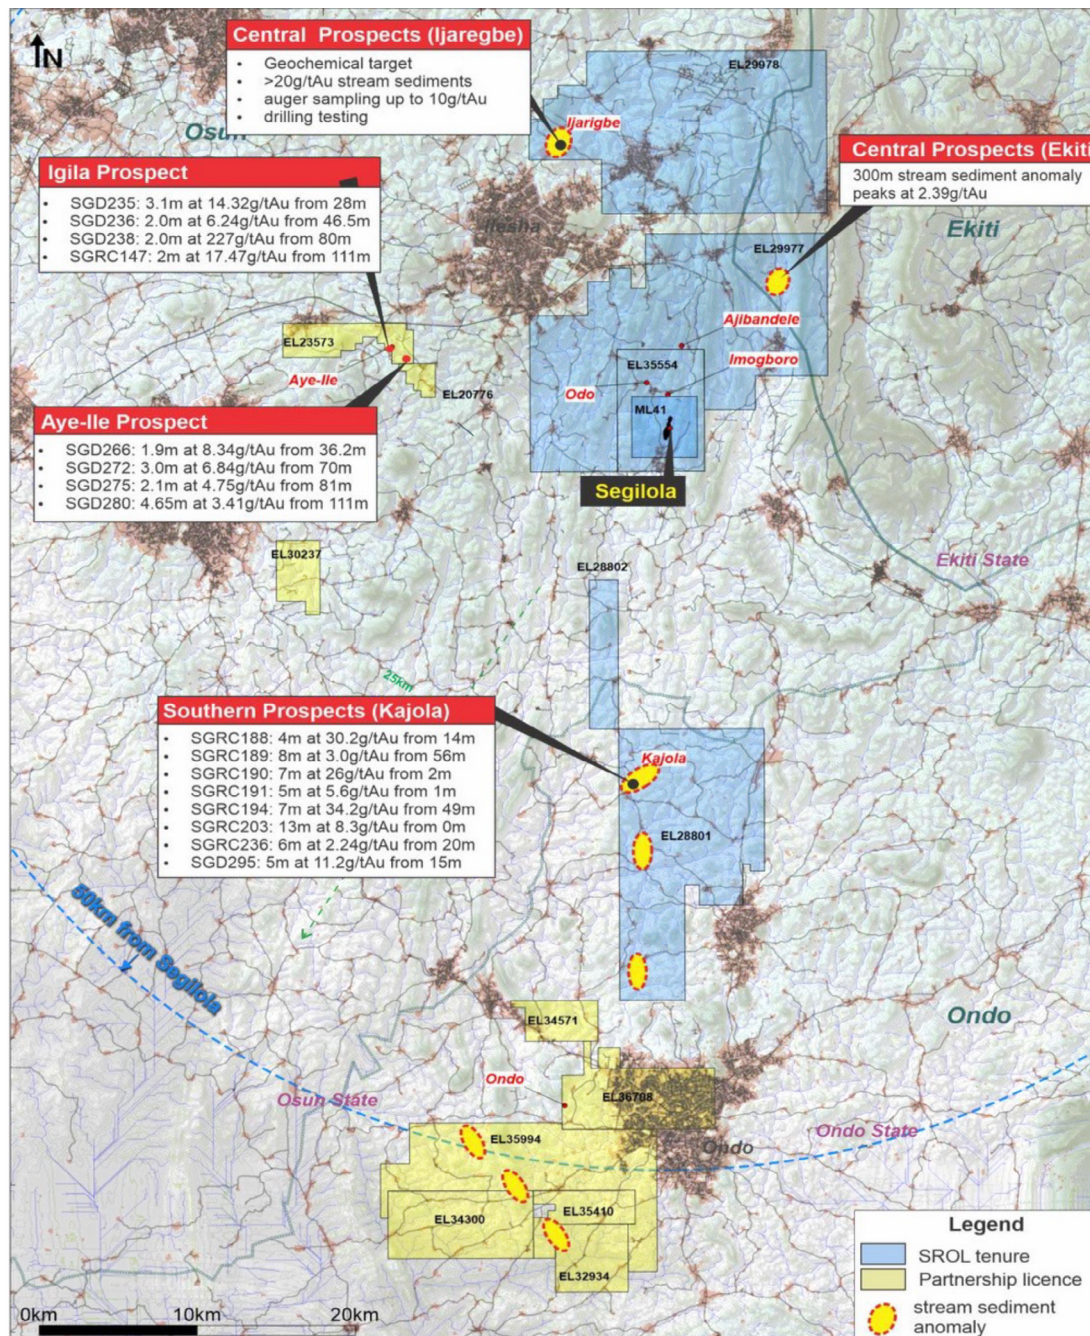 N
Central Prospects (Ijaregbe)
• Geochemical target
• >20g/tAu stream sediments
• auger sampling up to 10g/tAu
• drilling testing
Osun
EL29978
Ijarigbe
Central Prospects (Ekiti
300m stream sediment anomaly
peaks at 2.39g/tAu
Igila Prospect
• SGD235: 3.1m at 14.32g/tAu from 28m
• SGD236: 2.0m at 6.24g/tAu from 46.5m
• SGD238: 2.0m at 227g/tAu from 80m
• SGRC147: 2m at 17.47g/tAu from 111m
Ilesha
Ekiti
EL29977
Ajibandele
EL23573
Aye-Ile
EL20776
EL35554
Imogboro
Odo
ML41
Segilola
Aye-Ile Prospect
• SGD266: 1.9m at 8.34g/tAu from 36.2m
• SGD272: 3.0m at 6.84g/tAu from 70m
• SGD275: 2.1m at 4.75g/tAu from 81m
• SGD280: 4.65m at 3.41g/tAu from 111m
EL30237
EL28802
Ekiti State
25km
Southern Prospects (Kajola)
• SGRC188: 4m at 30.2g/tAu from 14m
• SGRC189: 8m at 3.0g/tAu from 56m
• SGRC190: 7m at 26g/tAu from 2m
• SGRC191: 5m at 5.6g/tAu from 1m
• SGRC194: 7m at 34.2g/tAu from 49m
• SGRC203: 13m at 8.3g/tAu from 0m
• SGRC236: 6m at 2.24g/tAu from 20m
• SGD295: 5m at 11.2g/tAu from 15m
Kajola
EL28801
50km from Segilola
EL34571
Ondo
Ondo
EL36708
Osun State
Ondo State
EL35994
Ondo
EL34300
EL35410
EL32934
Legend
SROL tenure
Partnership licence
stream sediment
anomaly
0km
10km
20km